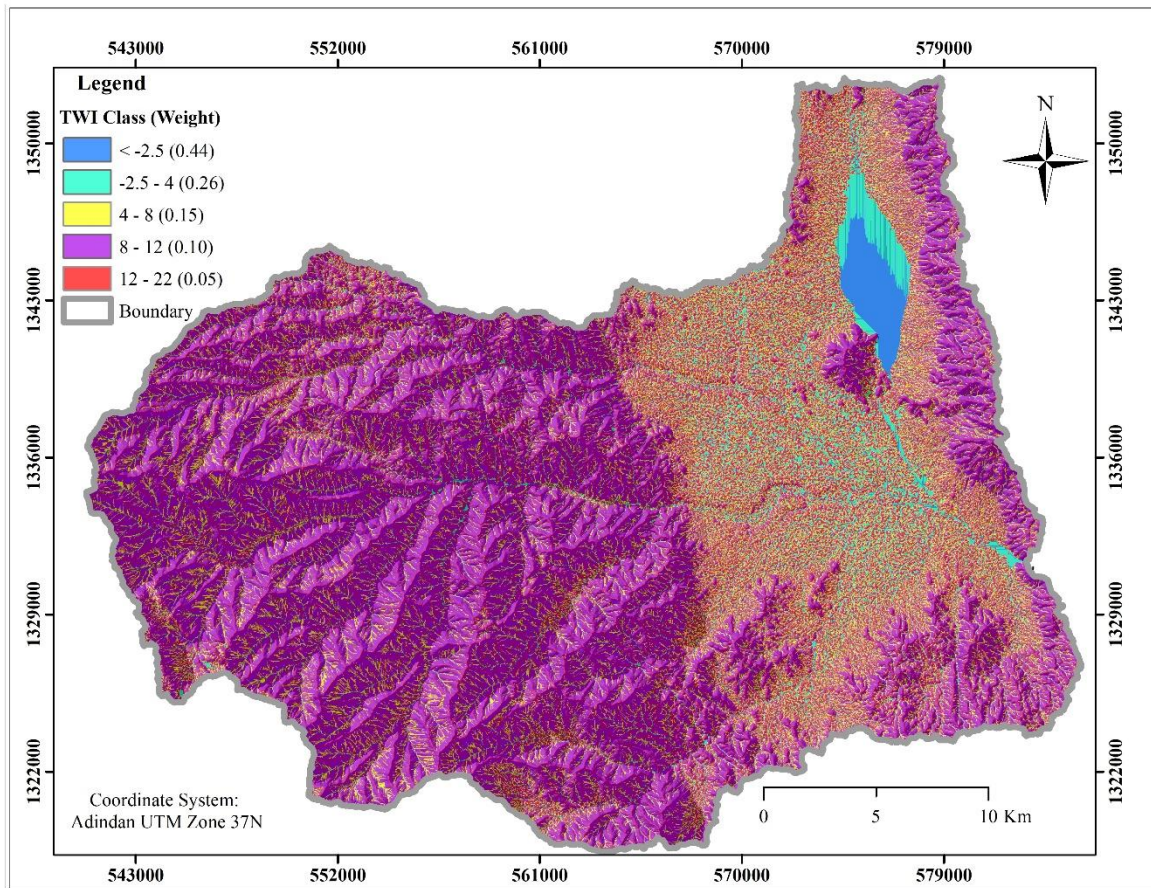 543000 552000 561000 570000 579000
Legend
TWI Class (Weight)
< -2.5 (0.44)
-2.5 - 4 (0.26)
4 - 8 (0.15)
8 - 12 (0.10)
12 - 22 (0.05)
Boundary
N
1350000 1350000
1343000 1343000
1336000 1336000
1329000 1329000
1322000 1322000
Coordinate System:
Adindan UTM Zone 37N
0 5 10 Km
543000 552000 561000 570000 579000